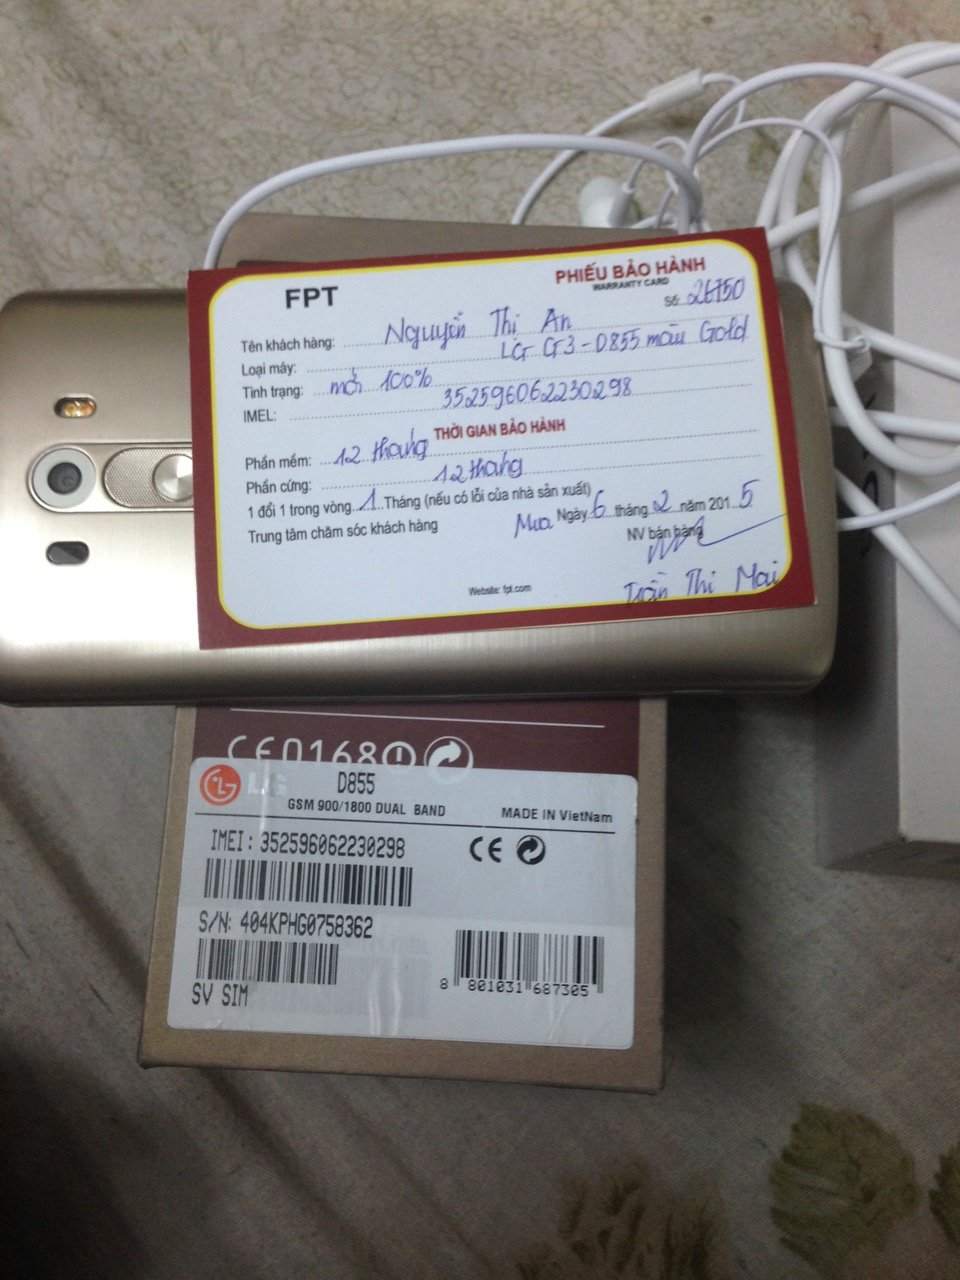 FPT
PHIẾU BẢO HÀNH
WARRANTY CARD
Số: 26750
Tên khách hàng: Nguyễn Thị An
Loại máy: LG G3 - D855 màu Gold
Tình trạng: mới 100%
IMEL: 352596062230298
THỜI GIAN BẢO HÀNH
Phần mềm: 12 tháng
Phần cứng: 12 tháng
1 đổi 1 trong vòng 1 Tháng (nếu có lỗi của nhà sản xuất)
Trung tâm chăm sóc khách hàng
Mua Ngày 6 tháng 2 năm 2015
NV bán hàng
Trần Thị Mai
Website: fpt.com
CE0168
LG D855
GSM 900/1800 DUAL BAND
MADE IN VietNam
IMEI: 352596062230298
CE
S/N: 404KPHG0758362
SV SIM
8 801031 687305